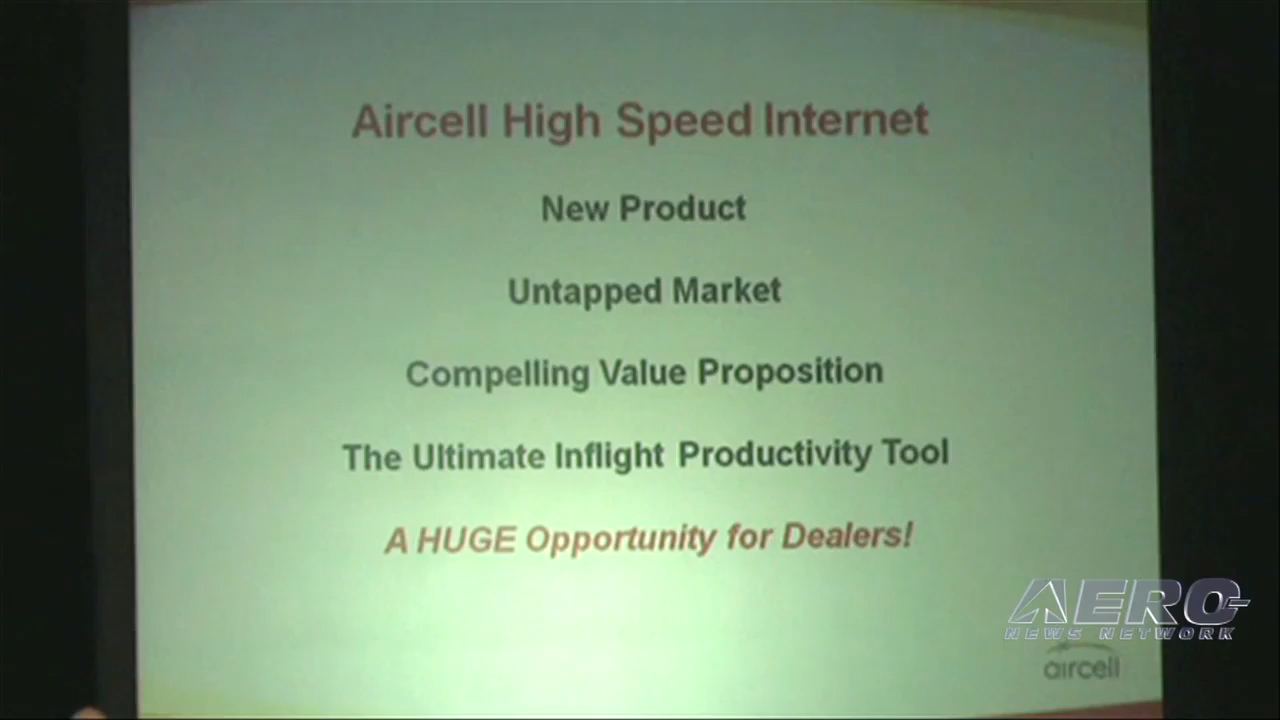 Aircell High Speed Internet
New Product
Untapped Market
Compelling Value Proposition
The Ultimate Inflight Productivity Tool
A HUGE Opportunity for Dealers!
AERO
NEWS NETWORK
aircell